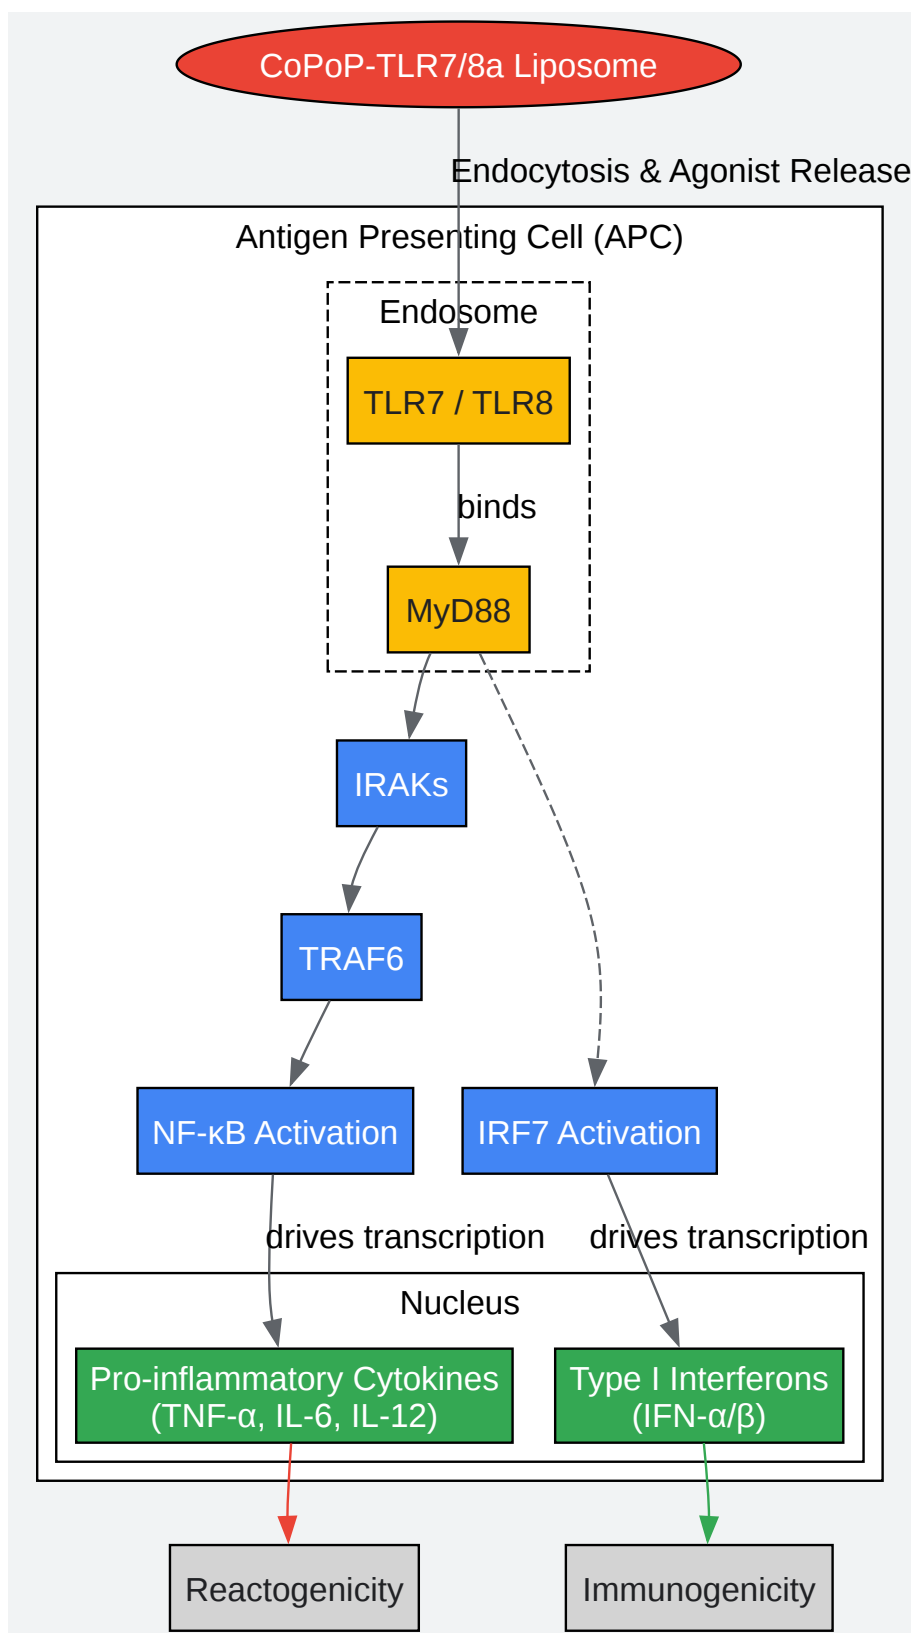 CoPoP-TLR7/8a Liposome
Endocytosis & Agonist Release
Antigen Presenting Cell (APC)
Endosome
TLR7 / TLR8
binds
MyD88
IRAKs
TRAF6
NF-κB Activation
IRF7 Activation
drives transcription
drives transcription
Nucleus
Pro-inflammatory Cytokines
(TNF-α, IL-6, IL-12)
Type I Interferons
(IFN-α/β)
Reactogenicity
Immunogenicity